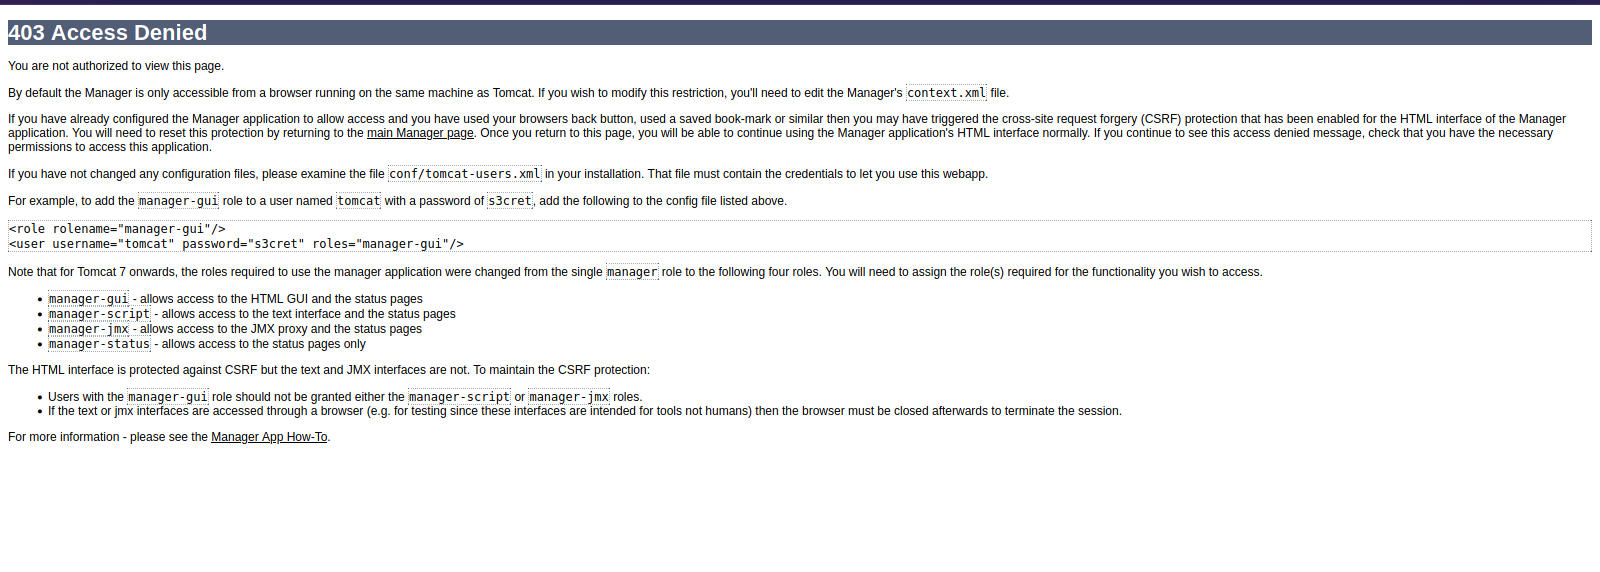 403 Access Denied
You are not authorized to view this page.
By default the Manager is only accessible from a browser running on the same machine as Tomcat. If you wish to modify this restriction, you'll need to edit the Manager's context.xml file.
If you have already configured the Manager application to allow access and you have used your browsers back button, used a saved book-mark or similar then you may have triggered the cross-site request forgery (CSRF) protection that has been enabled for the HTML interface of the Manager
application. You will need to reset this protection by returning to the main Manager page. Once you return to this page, you will be able to continue using the Manager application's HTML interface normally. If you continue to see this access denied message, check that you have the necessary
permissions to access this application.
If you have not changed any configuration files, please examine the file conf/tomcat-users.xml in your installation. That file must contain the credentials to let you use this webapp.
For example, to add the manager-gui role to a user named tomcat with a password of s3cret, add the following to the config file listed above.
<role rolename="manager-gui"/>
<user username="tomcat" password="s3cret" roles="manager-gui"/>
Note that for Tomcat 7 onwards, the roles required to use the manager application were changed from the single manager role to the following four roles. You will need to assign the role(s) required for the functionality you wish to access.
• manager-gui - allows access to the HTML GUI and the status pages
• manager-script - allows access to the text interface and the status pages
• manager-jmx - allows access to the JMX proxy and the status pages
• manager-status - allows access to the status pages only
The HTML interface is protected against CSRF but the text and JMX interfaces are not. To maintain the CSRF protection:
• Users with the manager-gui role should not be granted either the manager-script or manager-jmx roles.
• If the text or jmx interfaces are accessed through a browser (e.g. for testing since these interfaces are intended for tools not humans) then the browser must be closed afterwards to terminate the session.
For more information - please see the Manager App How-To.